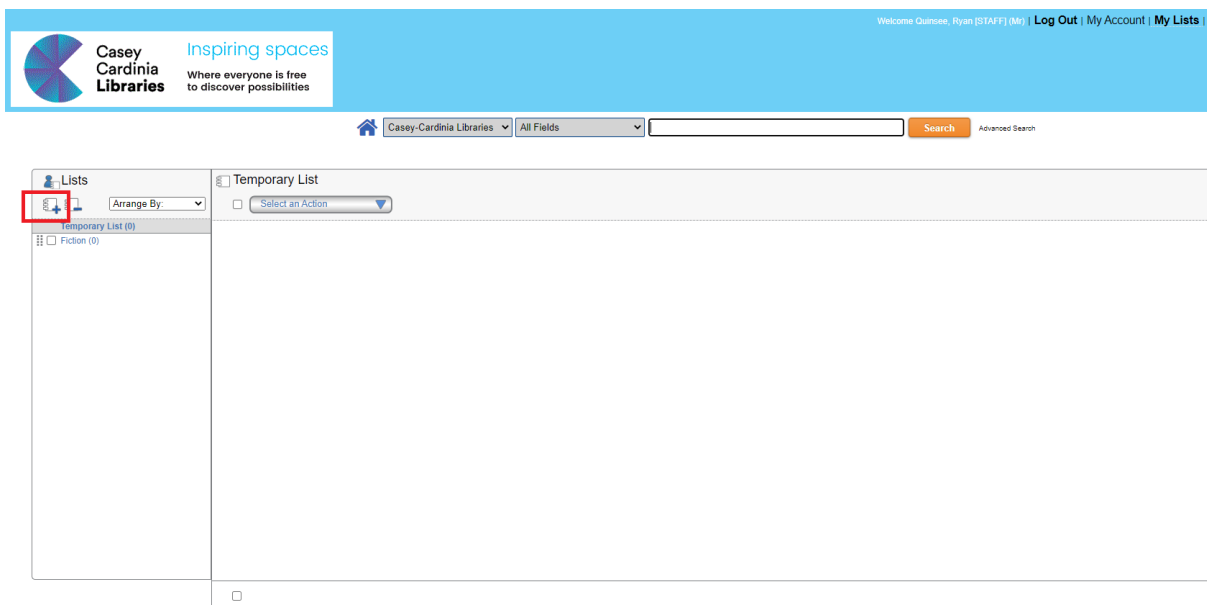 Welcome Quinsee, Ryan [STAFF] (Mr) | Log Out | My Account | My Lists |
Casey
Cardinia
Libraries
Inspiring spaces
Where everyone is free
to discover possibilities
Casey-Cardinia Libraries All Fields Search Advanced Search
Lists
Arrange By:
Temporary List (0)
Fiction (0)
Temporary List
Select an Action